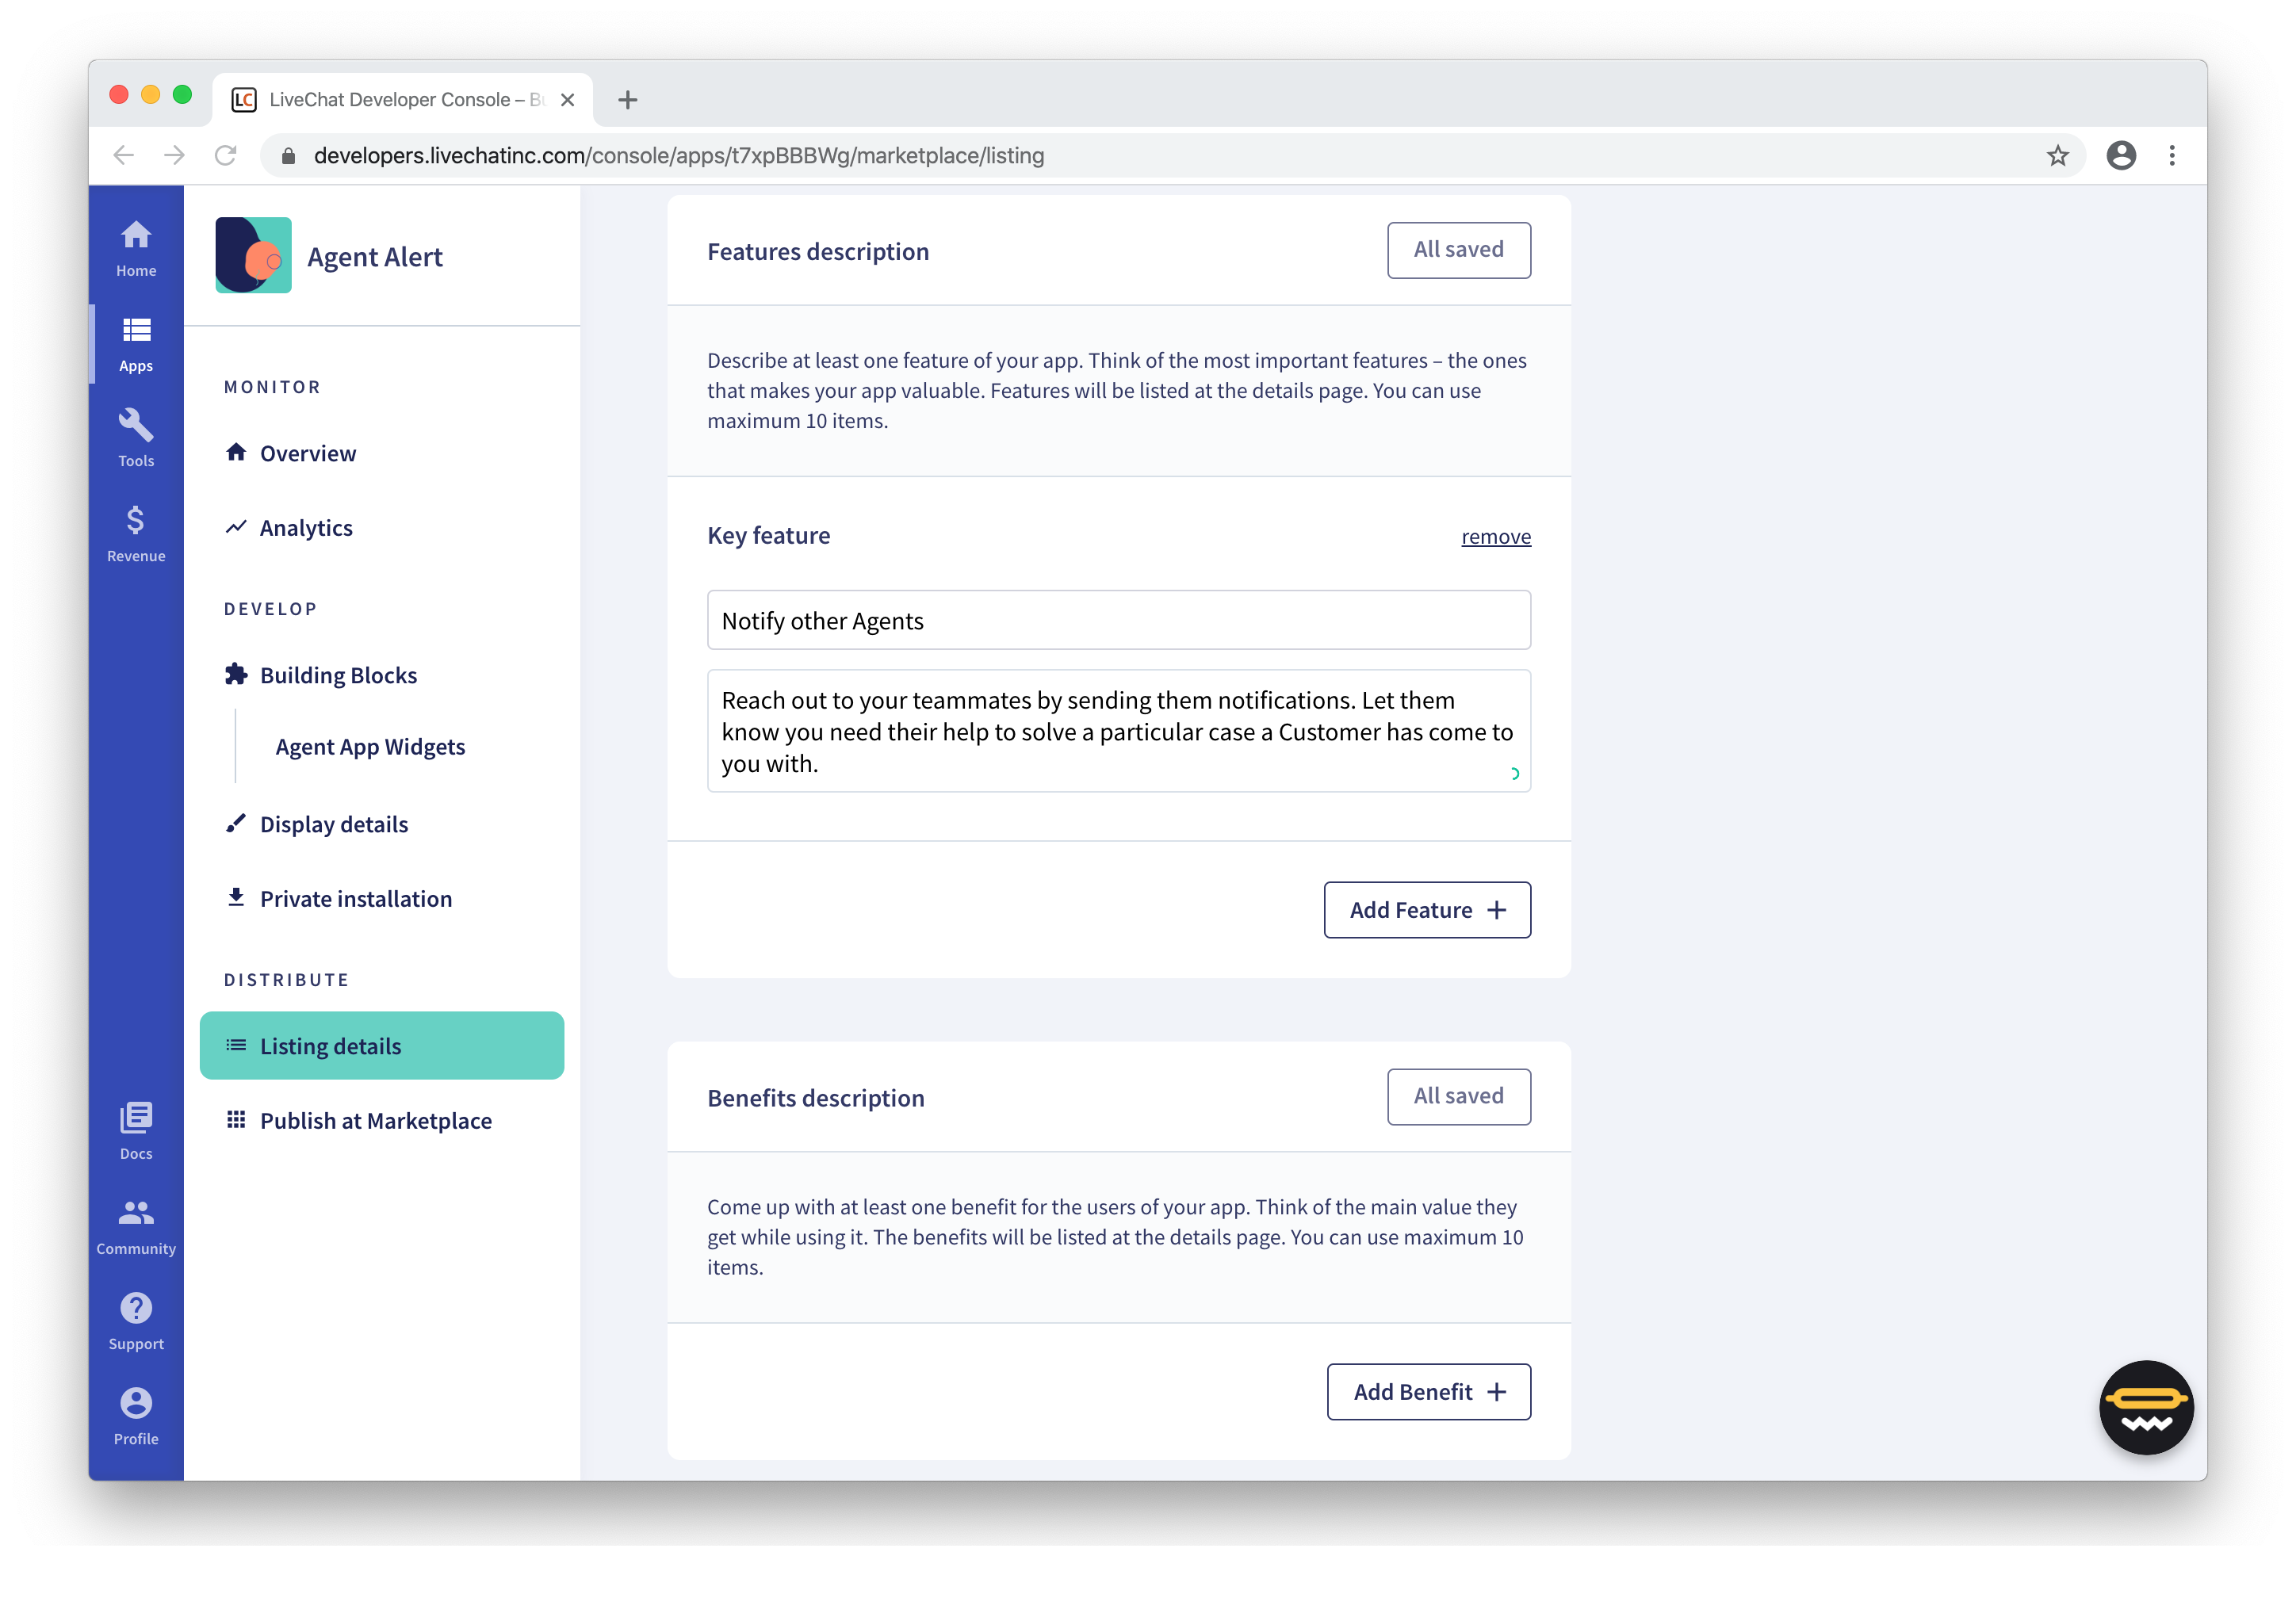 LC LiveChat Developer Console – Bu
developers.livechatinc.com/console/apps/t7xpBBBWg/marketplace/listing
Home
Apps
Tools
Revenue
Docs
Community
Support
Profile
Agent Alert
MONITOR
Overview
Analytics
DEVELOP
Building Blocks
Agent App Widgets
Display details
Private installation
DISTRIBUTE
Listing details
Publish at Marketplace
Features description
All saved
Describe at least one feature of your app. Think of the most important features – the ones
that makes your app valuable. Features will be listed at the details page. You can use
maximum 10 items.
Key feature
remove
Notify other Agents
Reach out to your teammates by sending them notifications. Let them
know you need their help to solve a particular case a Customer has come to
you with.
Add Feature +
Benefits description
All saved
Come up with at least one benefit for the users of your app. Think of the main value they
get while using it. The benefits will be listed at the details page. You can use maximum 10
items.
Add Benefit +